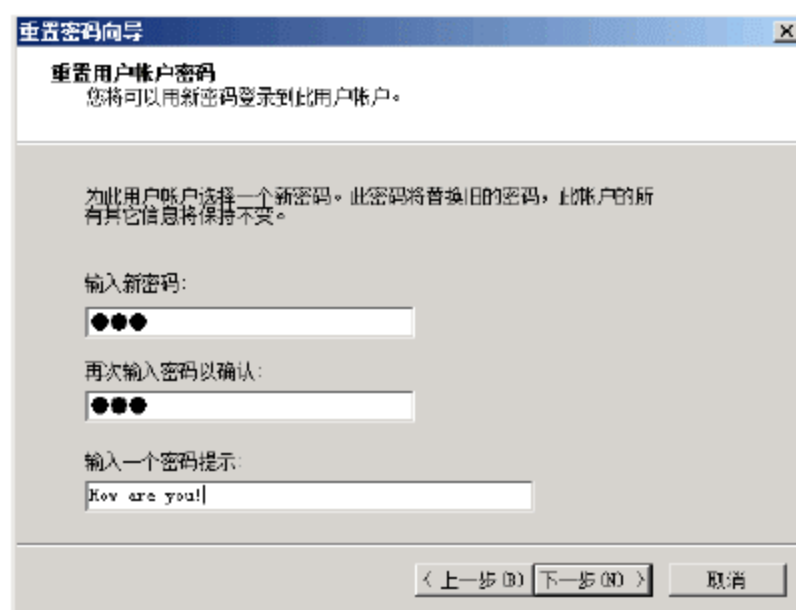 重置密码向导
重置用户帐户密码
您将可以用新密码登录到此用户帐户。
为此用户帐户选择一个新密码。此密码将替换旧的密码，此帐户的所
有其它信息将保持不变。
输入新密码:
●●●
再次输入密码以确认:
●●●
输入一个密码提示:
How are you!
< 上一步(B) 下一步(N) > 取消